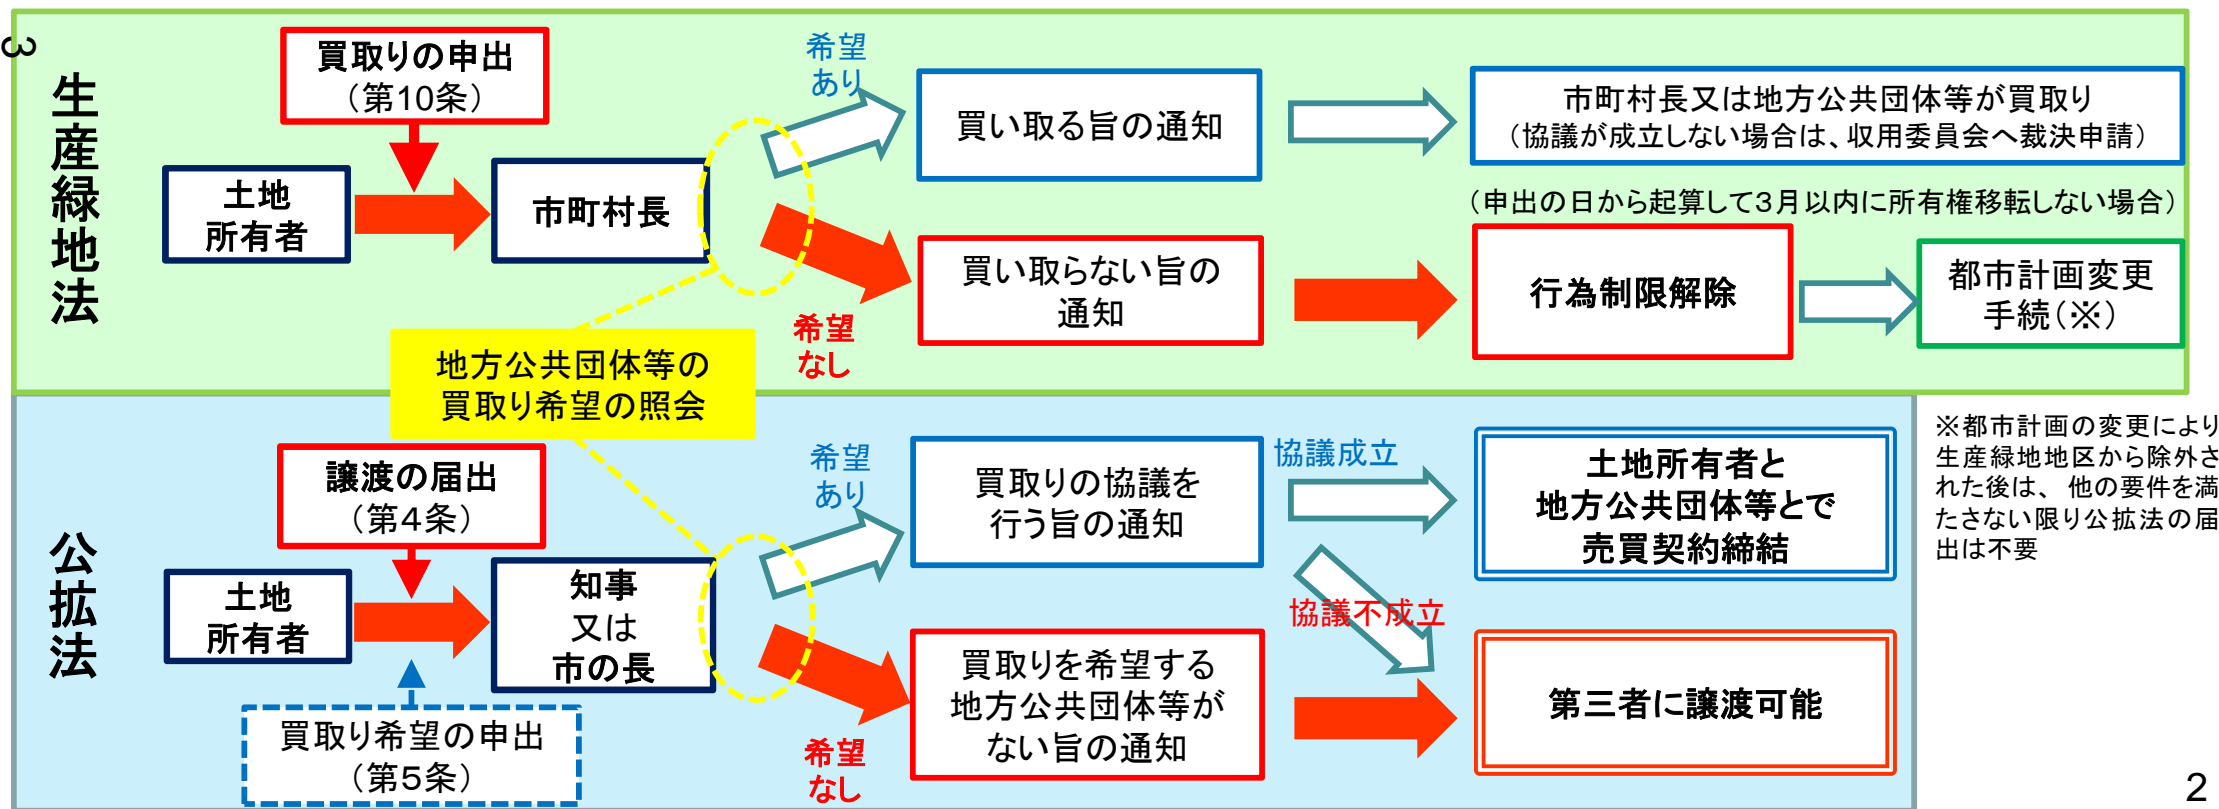 3
生産緑地法
買取りの申出
（第10条）
土地
所有者
市町村長
希望
あり
買い取る旨の通知
市町村長又は地方公共団体等が買取り
（協議が成立しない場合は、収用委員会へ裁決申請）
（申出の日から起算して3月以内に所有権移転しない場合）
希望
なし
買い取らない旨の
通知
行為制限解除
都市計画変更
手続（※）
地方公共団体等の
買取り希望の照会
※都市計画の変更により
生産緑地地区から除外さ
れた後は、他の要件を満
たさない限り公拡法の届
出は不要
公拡法
譲渡の届出
（第4条）
土地
所有者
知事
又は
市の長
買取り希望の申出
（第5条）
希望
あり
買取りの協議を
行う旨の通知
協議成立
土地所有者と
地方公共団体等とで
売買契約締結
協議不成立
希望
なし
買取りを希望する
地方公共団体等が
ない旨の通知
第三者に譲渡可能
2